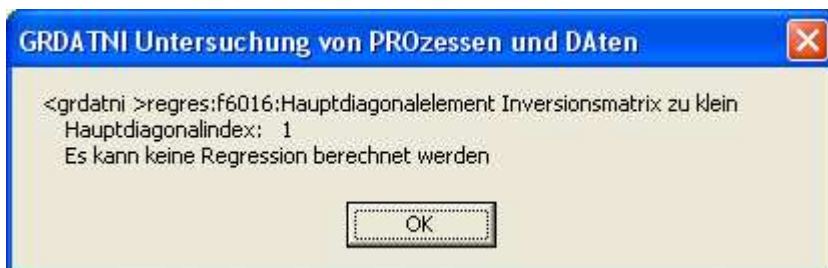 GRDATNI Untersuchung von PROzessen und DAten
<grdatni >regres:f6016:Hauptdiagonalelement Inversionsmatrix zu klein
Hauptdiagonalindex: 1
Es kann keine Regression berechnet werden
OK